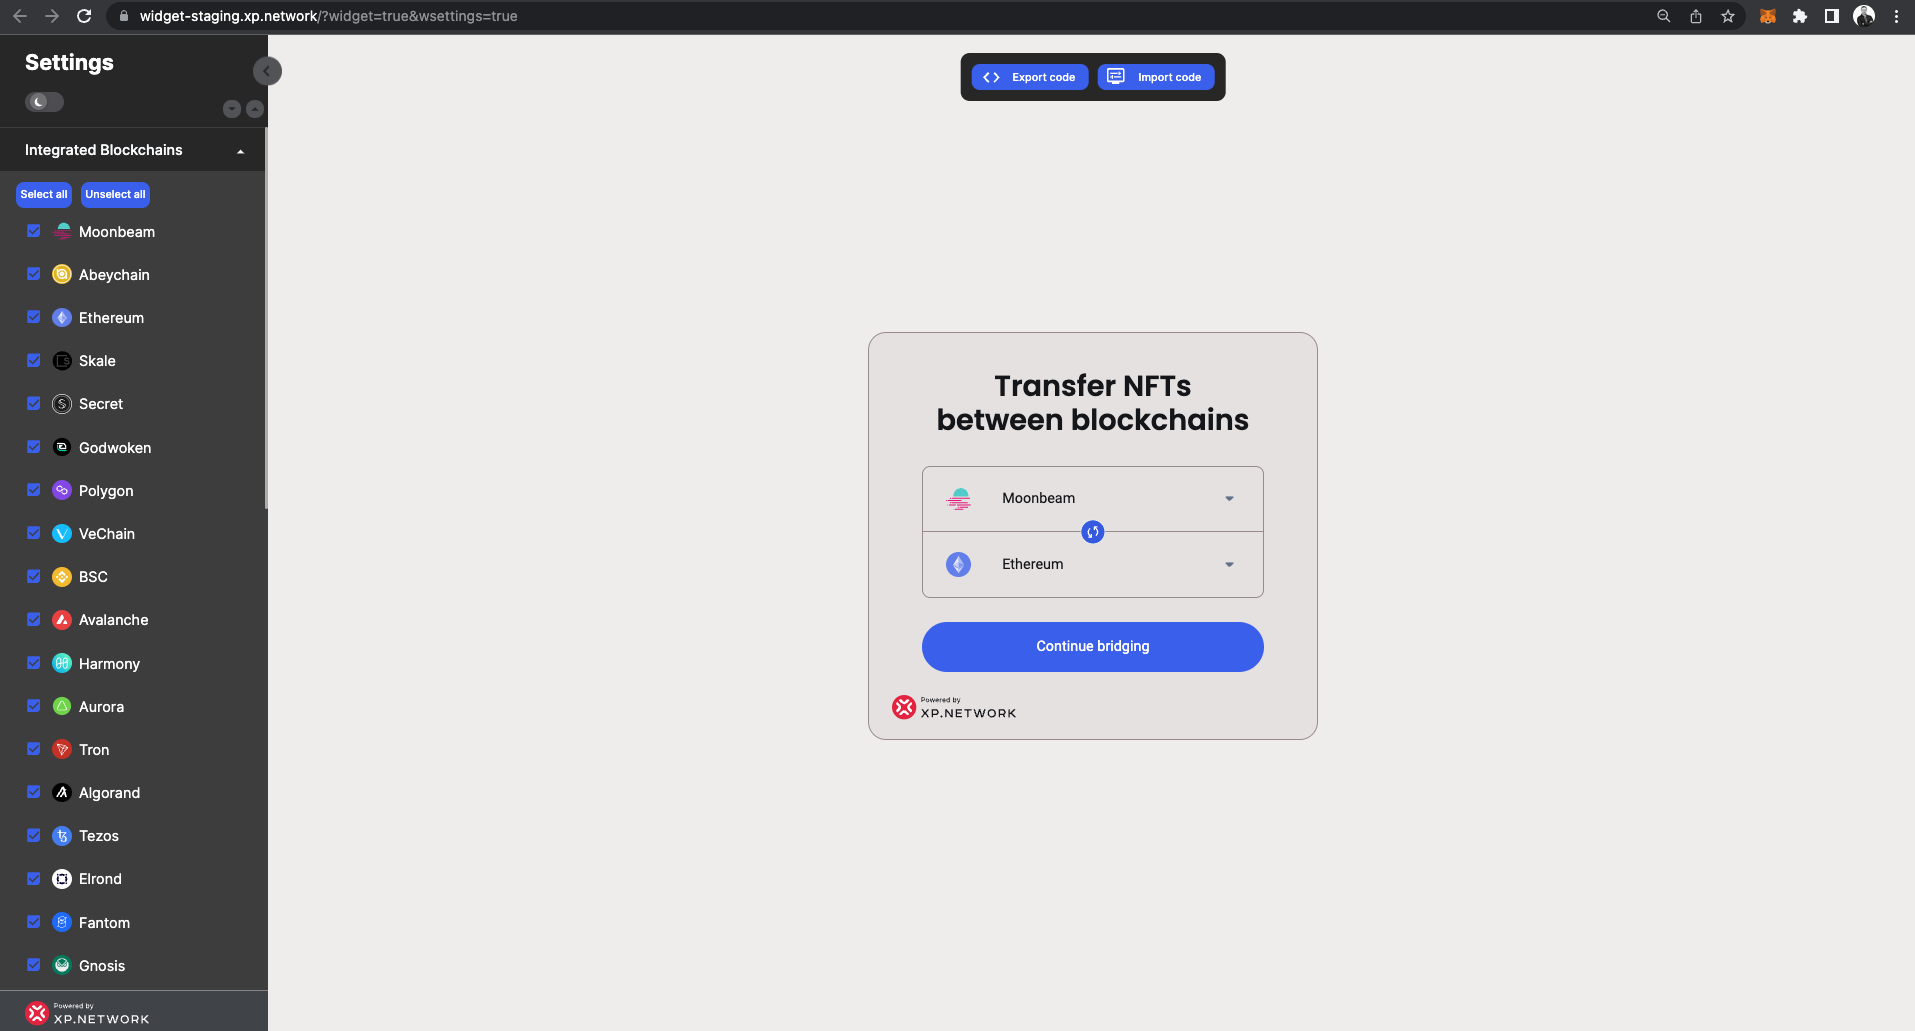 widget-staging.xp.network/?widget=true&wsettings=true
Settings
Integrated Blockchains
Select all
Unselect all
Moonbeam
Abeychain
Ethereum
Skale
Secret
Godwoken
Polygon
VeChain
BSC
Avalanche
Harmony
Aurora
Tron
Algorand
Tezos
Elrond
Fantom
Gnosis
Powered by
XP.NETWORK
Export code
Import code
Transfer NFTs
between blockchains
Moonbeam
Ethereum
Continue bridging
Powered by
XP.NETWORK